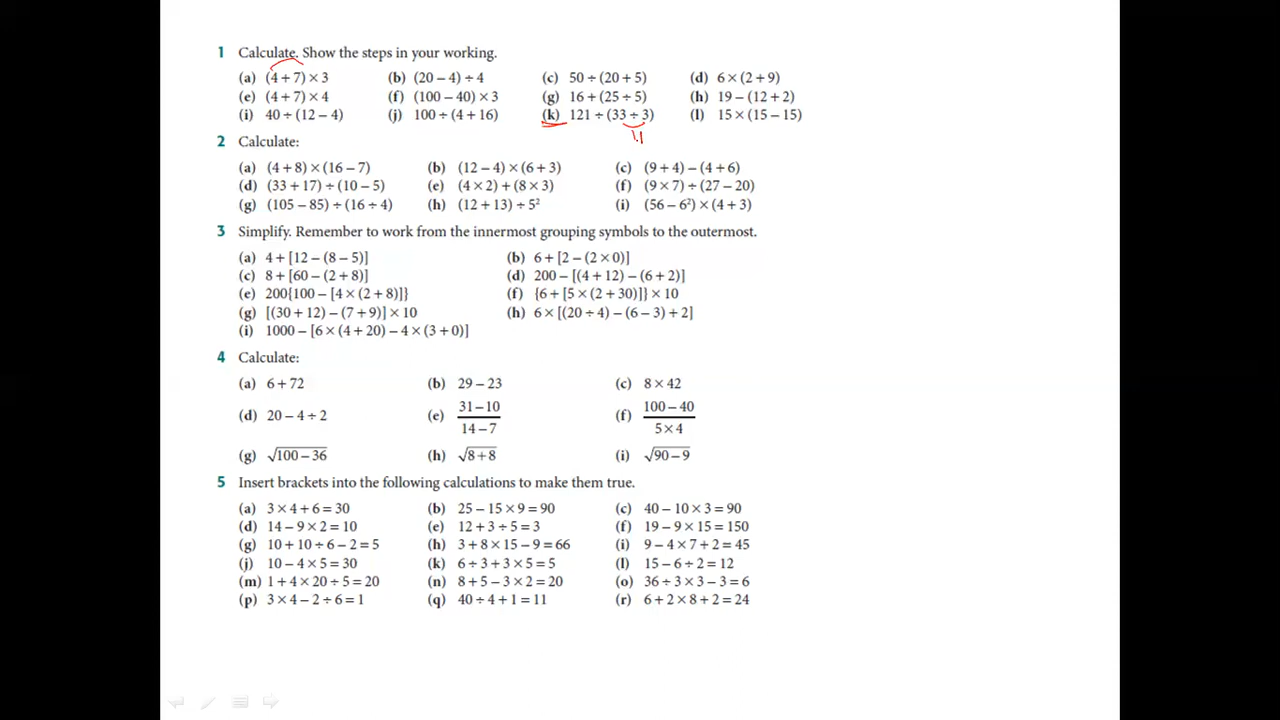 1 Calculate. Show the steps in your working.
(a) (4 + 7) × 3 (b) (20 – 4) ÷ 4 (c) 50 ÷ (20 + 5) (d) 6 × (2 + 9)
(e) (4 + 7) × 4 (f) (100 – 40) × 3 (g) 16 + (25 ÷ 5) (h) 19 – (12 + 2)
(i) 40 ÷ (12 – 4) (j) 100 ÷ (4 + 16) (k) 121 ÷ (33 ÷ 3) (l) 15 × (15 – 15)
11
2 Calculate:
(a) (4 + 8) × (16 – 7) (b) (12 – 4) × (6 + 3) (c) (9 + 4) – (4 + 6)
(d) (33 + 17) ÷ (10 – 5) (e) (4 × 2) + (8 × 3) (f) (9 × 7) ÷ (27 – 20)
(g) (105 – 85) ÷ (16 ÷ 4) (h) (12 + 13) ÷ 5² (i) (56 – 6²) × (4 + 3)
3 Simplify. Remember to work from the innermost grouping symbols to the outermost.
(a) 4 + [12 – (8 – 5)] (b) 6 + [2 – (2 × 0)]
(c) 8 + [60 – (2 + 8)] (d) 200 – [(4 + 12) – (6 + 2)]
(e) 200{100 – [4 × (2 + 8)]} (f) {6 + [5 × (2 + 30)]} × 10
(g) [(30 + 12) – (7 + 9)] × 10 (h) 6 × [(20 ÷ 4) – (6 – 3) + 2]
(i) 1000 – [6 × (4 + 20) – 4 × (3 + 0)]
4 Calculate:
(a) 6 + 72 (b) 29 – 23 (c) 8 × 42
(d) 20 – 4 ÷ 2 (e) 31 – 10 / 14 – 7 (f) 100 – 40 / 5 × 4
(g) √100 – 36 (h) √8 + 8 (i) √90 – 9
5 Insert brackets into the following calculations to make them true.
(a) 3 × 4 + 6 = 30 (b) 25 – 15 × 9 = 90 (c) 40 – 10 × 3 = 90
(d) 14 – 9 × 2 = 10 (e) 12 + 3 ÷ 5 = 3 (f) 19 – 9 × 15 = 150
(g) 10 + 10 ÷ 6 – 2 = 5 (h) 3 + 8 × 15 – 9 = 66 (i) 9 – 4 × 7 + 2 = 45
(j) 10 – 4 × 5 = 30 (k) 6 ÷ 3 + 3 × 5 = 5 (l) 15 – 6 ÷ 2 = 12
(m) 1 + 4 × 20 ÷ 5 = 20 (n) 8 + 5 – 3 × 2 = 20 (o) 36 ÷ 3 × 3 – 3 = 6
(p) 3 × 4 – 2 ÷ 6 = 1 (q) 40 ÷ 4 + 1 = 11 (r) 6 + 2 × 8 + 2 = 24